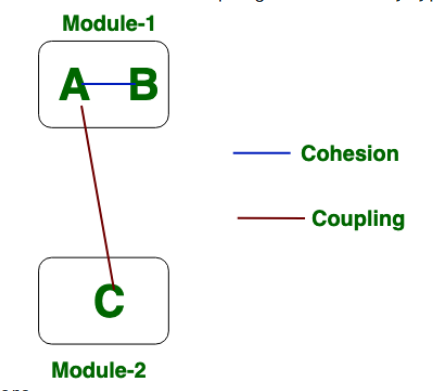 Module-1
A B
Cohesion
Coupling
C
Module-2